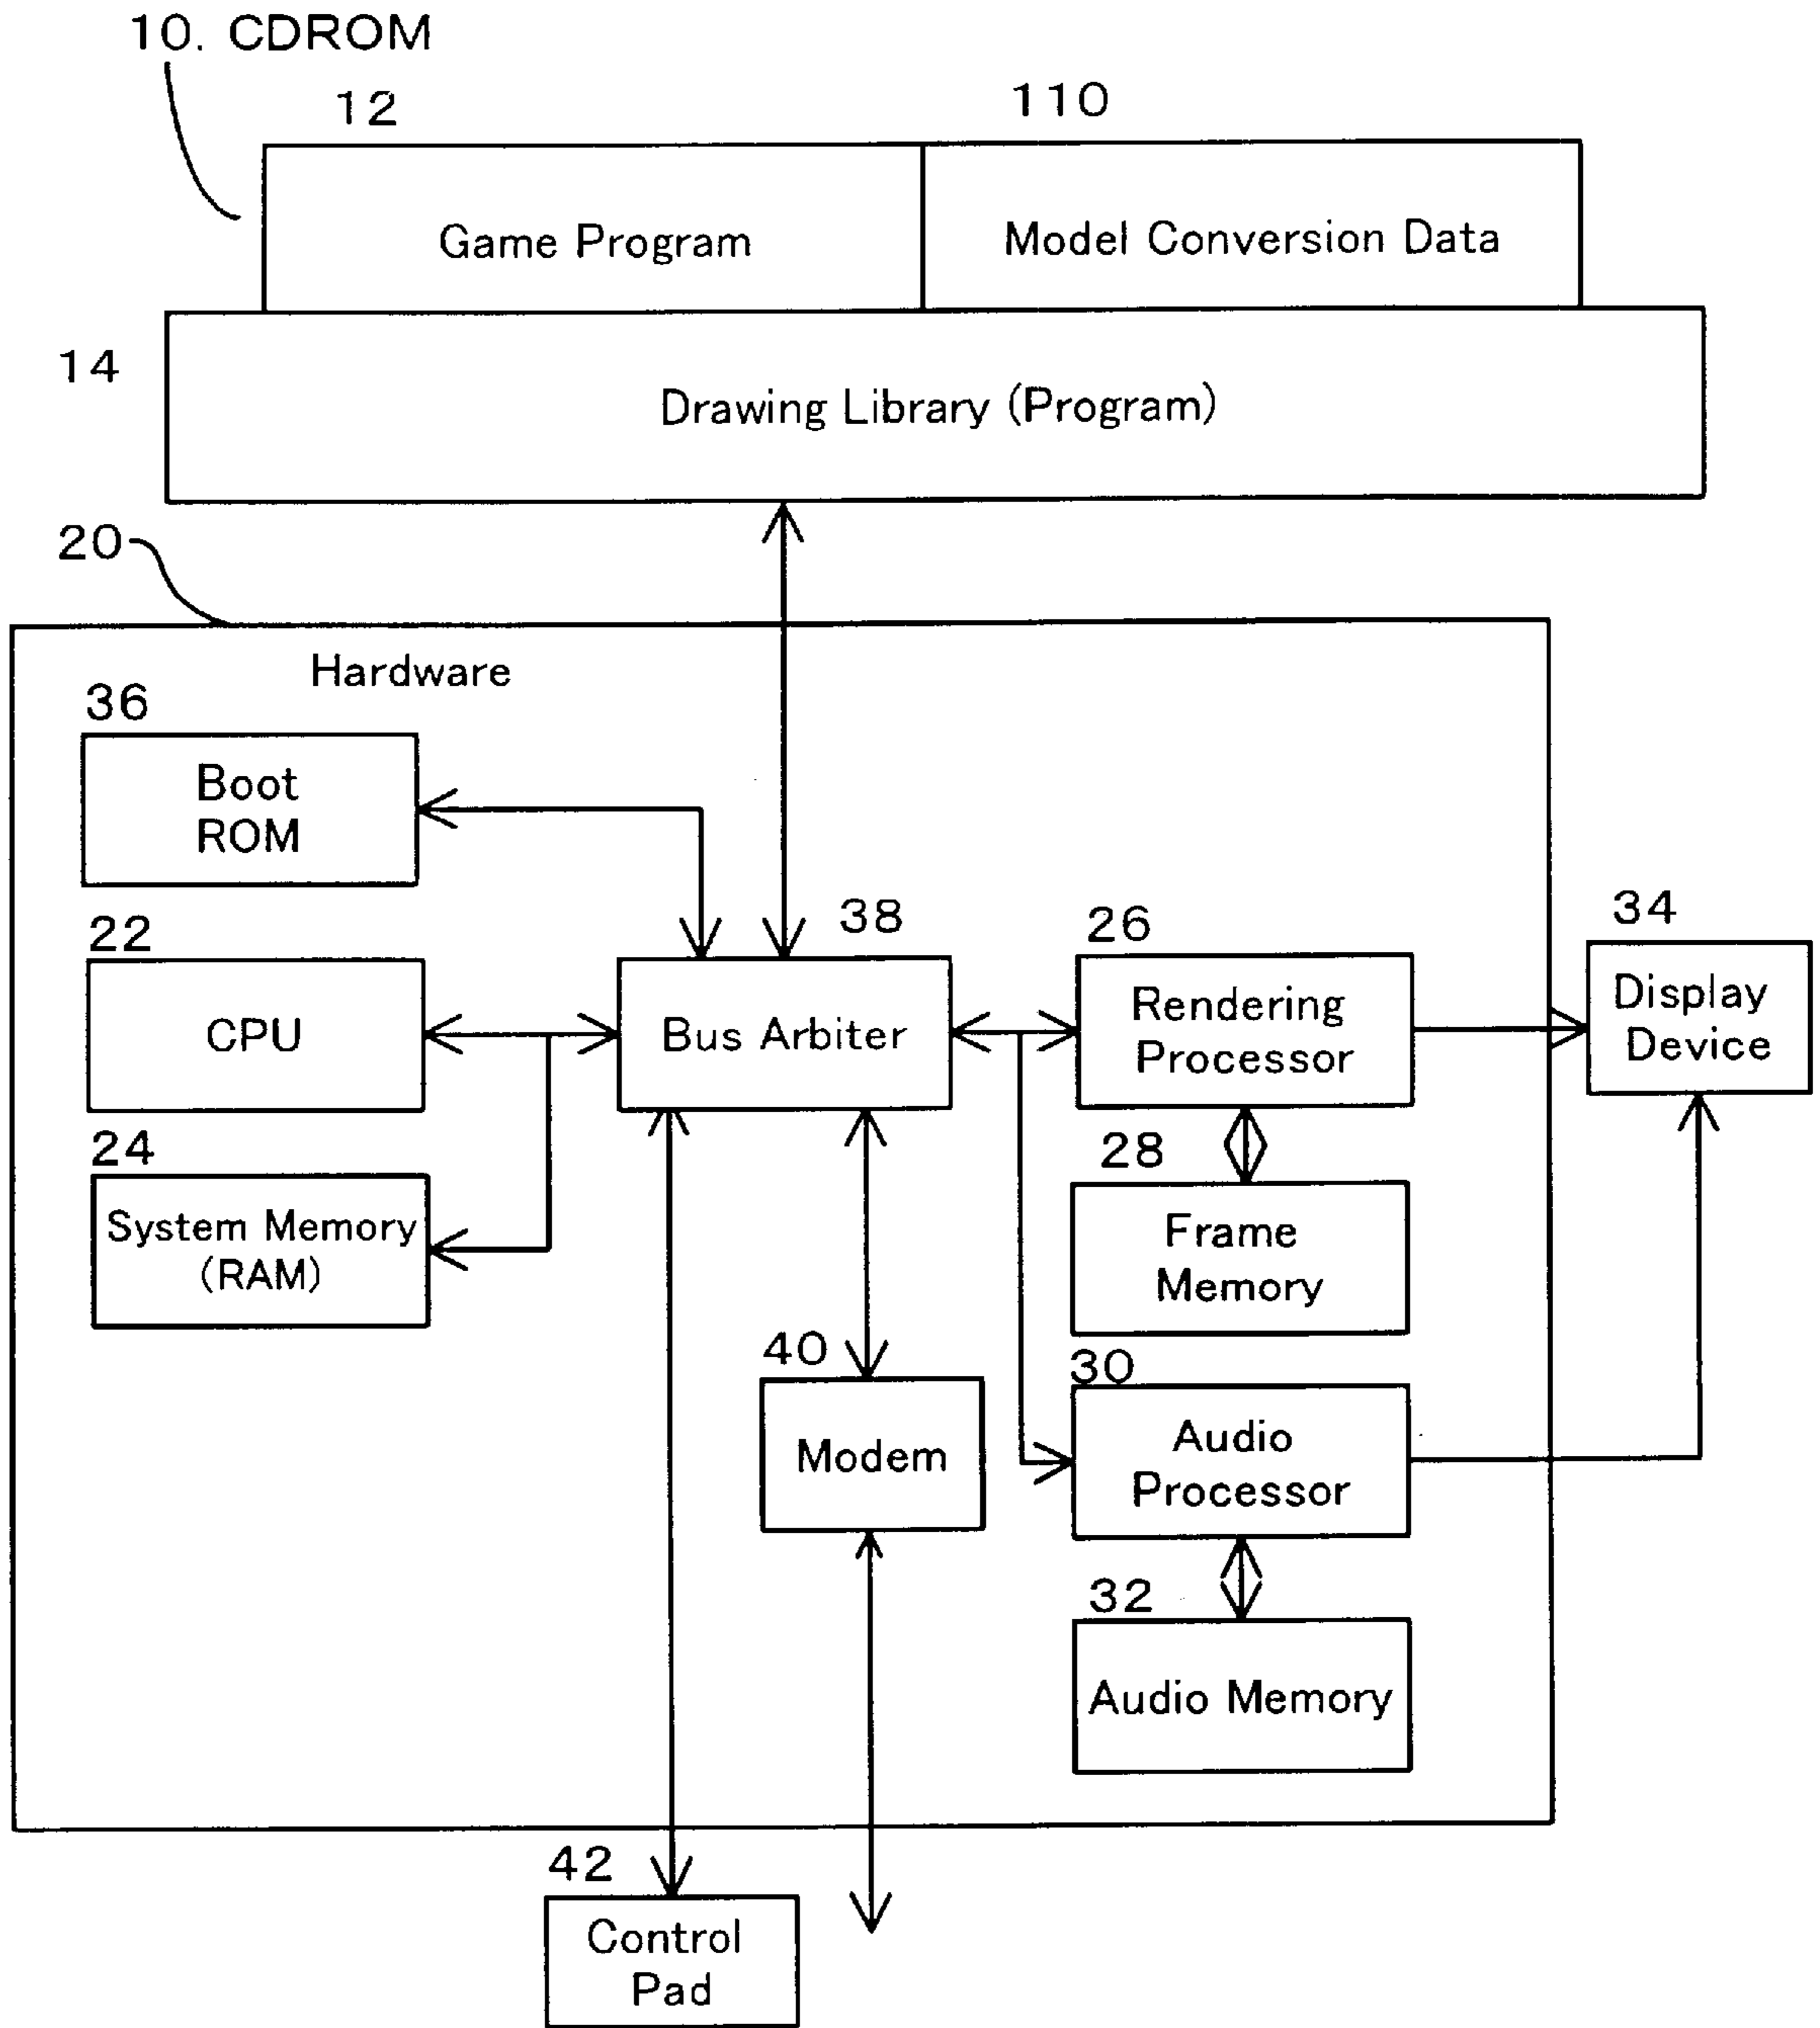 10. CDROM
12
110
Game Program
Model Conversion Data
14
Drawing Library (Program)
20
Hardware
36
Boot
ROM
22
CPU
38
Bus Arbiter
26
Rendering
Processor
34
Display
Device
24
System Memory
(RAM)
28
Frame
Memory
40
Modem
30
Audio
Processor
32
Audio Memory
42
Control
Pad